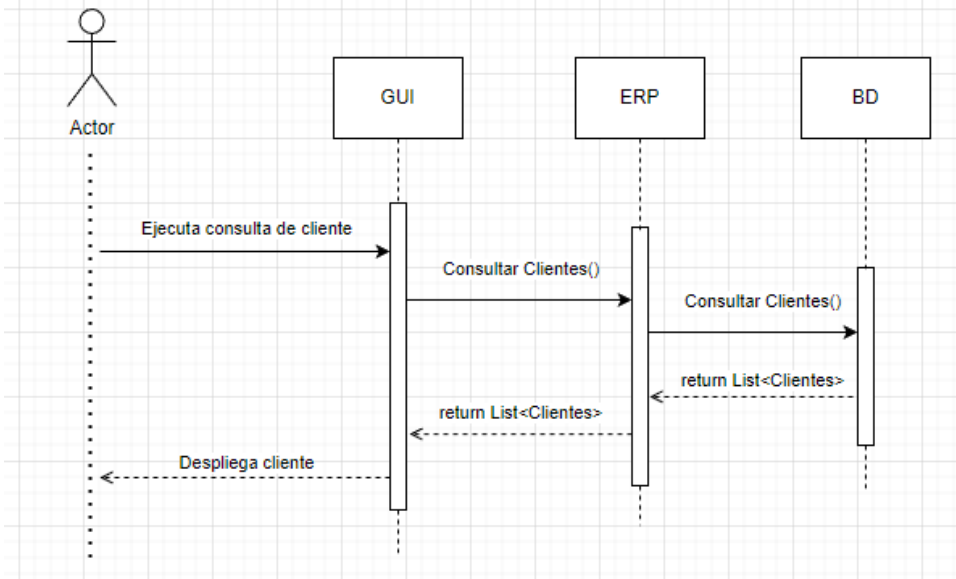 Actor
GUI
ERP
BD
Ejecuta consulta de cliente
Consultar Clientes()
Consultar Clientes()
return List<Clientes>
return List<Clientes>
Despliega cliente